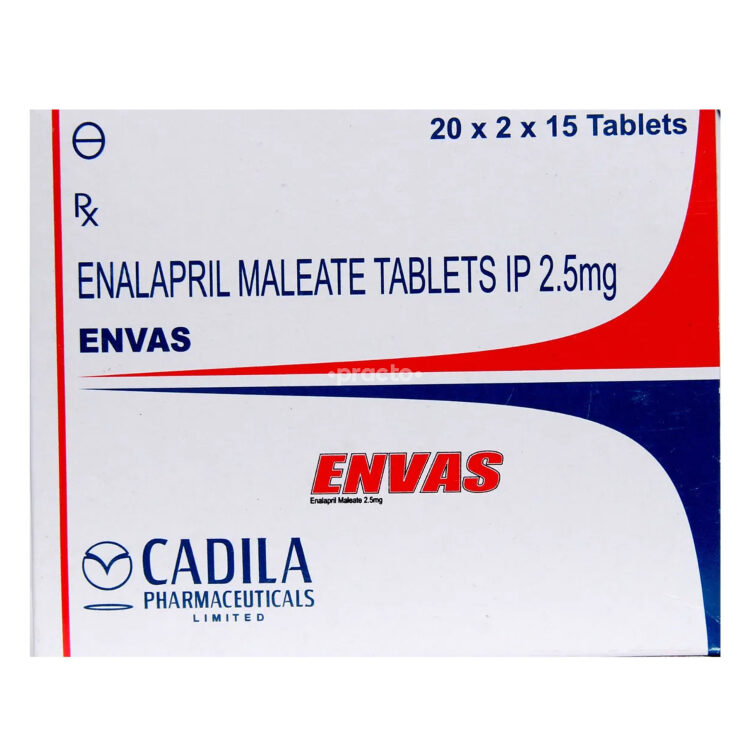 20 x 2 x 15 Tablets
Rx
ENALAPRIL MALEATE TABLETS IP 2.5mg
ENVAS
•practo•
ENVAS
Enalapril Maleate 2.5mg
CADILA
PHARMACEUTICALS
LIMITED